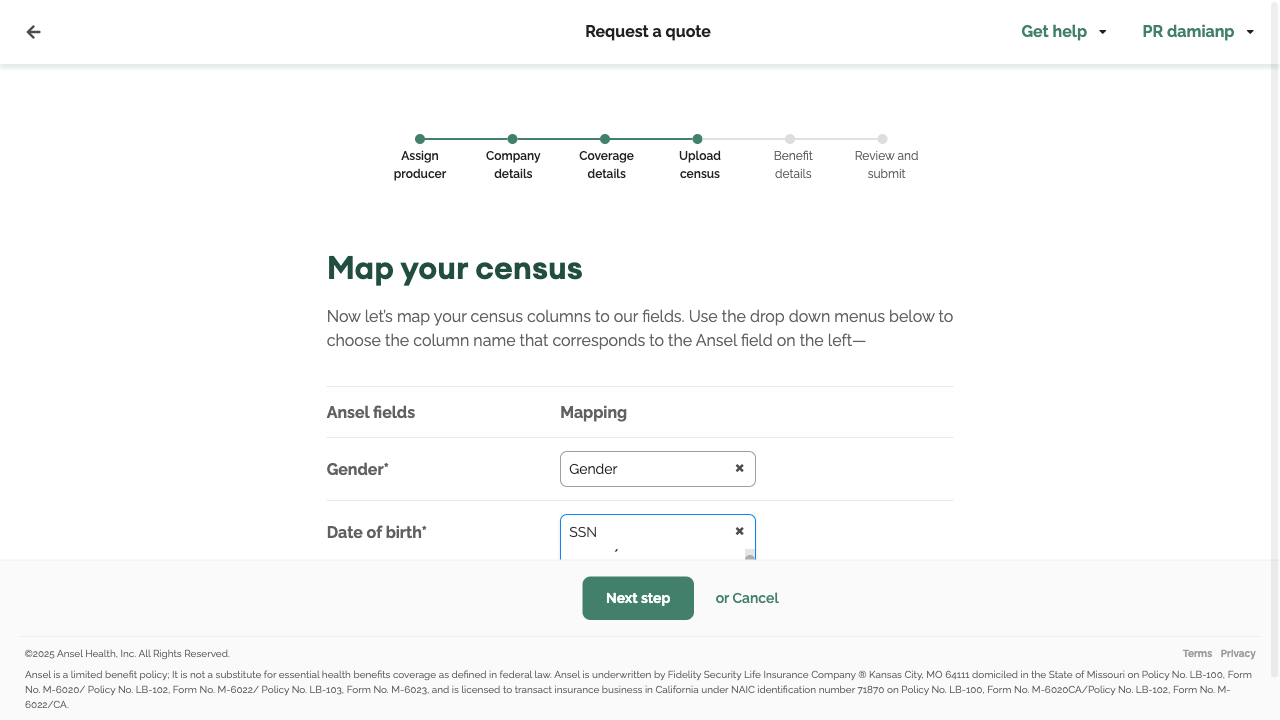 Request a quote
Get help
PR damianp
Assign
producer
Company
details
Coverage
details
Upload
census
Benefit
details
Review and
submit
Map your census
Now let's map your census columns to our fields. Use the drop down menus below to
choose the column name that corresponds to the Ansel field on the left—
Ansel fields Mapping
Gender* Gender
Date of birth* SSN
Next step or Cancel
©2025 Ansel Health, Inc. All Rights Reserved.
Terms Privacy
Ansel is a limited benefit policy; It is not a substitute for essential health benefits coverage as defined in federal law. Ansel is underwritten by Fidelity Security Life Insurance Company ® Kansas City, MO 64111 domiciled in the State of Missouri on Policy No. LB-100, Form
No. M-6020/ Policy No. LB-102, Form No. M-6022/ Policy No. LB-103, Form No. M-6023, and is licensed to transact insurance business in California under NAIC identification number 71870 on Policy No. LB-100, Form No. M-6020CA/Policy No. LB-102, Form No. M-
6022/CA.